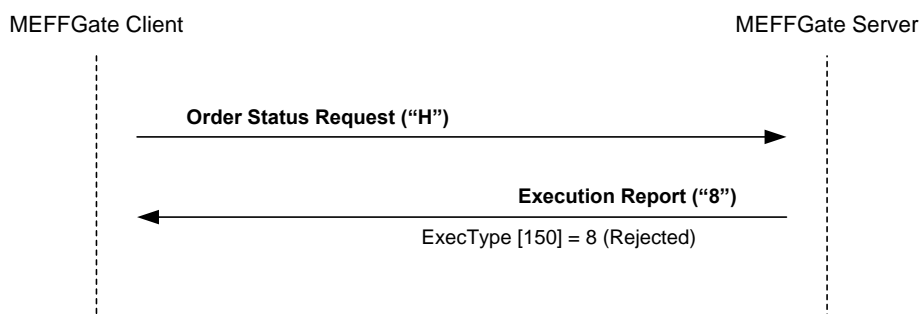 MEFFGate Client
MEFFGate Server
Order Status Request (“H”)
Execution Report (“8”)
ExecType [150] = 8 (Rejected)